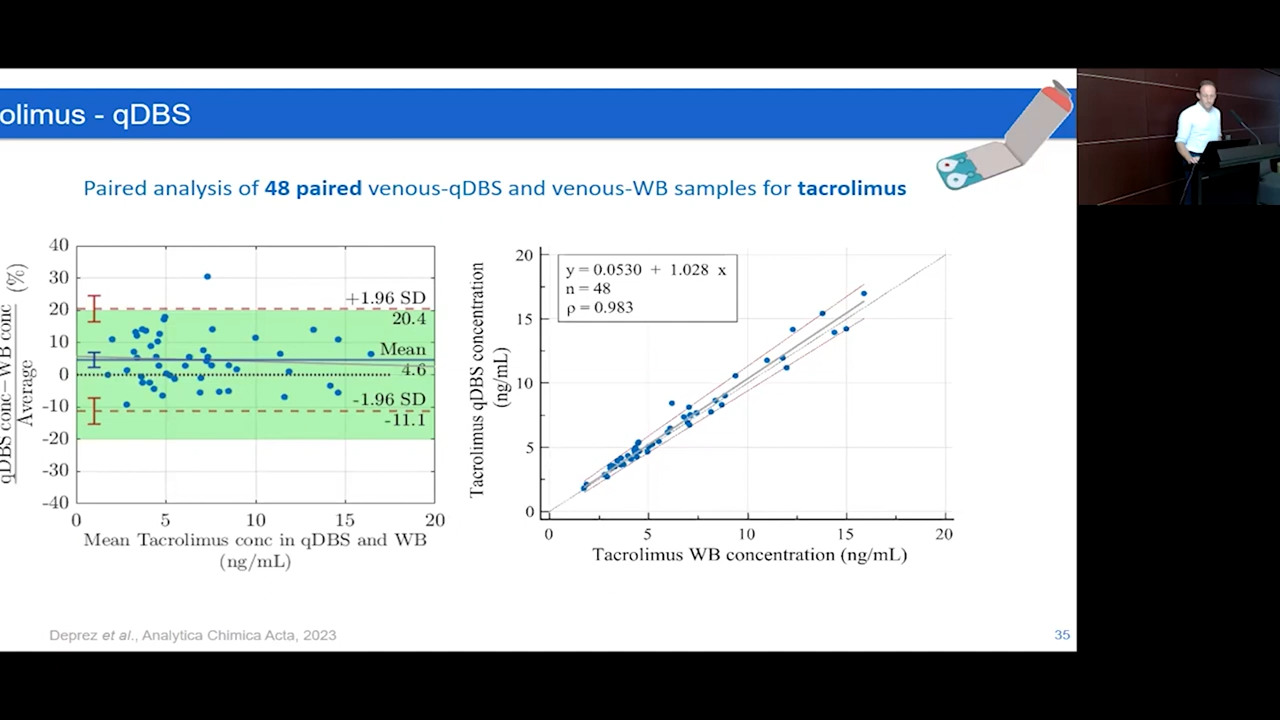 olimus - qDBS
Paired analysis of 48 paired venous-qDBS and venous-WB samples for tacrolimus
qDBS conc−WB conc (%)
Average
40
30
20
10
0
-10
-20
-30
-40
+1.96 SD
20.4
Mean
4.6
-1.96 SD
-11.1
0 5 10 15 20
Mean Tacrolimus conc in qDBS and WB
(ng/mL)
Tacrolimus qDBS concentration
(ng/mL)
20
15
10
5
0
y = 0.0530 + 1.028 x
n = 48
ρ = 0.983
0 5 10 15 20
Tacrolimus WB concentration (ng/mL)
Deprez et al., Analytica Chimica Acta, 2023
35